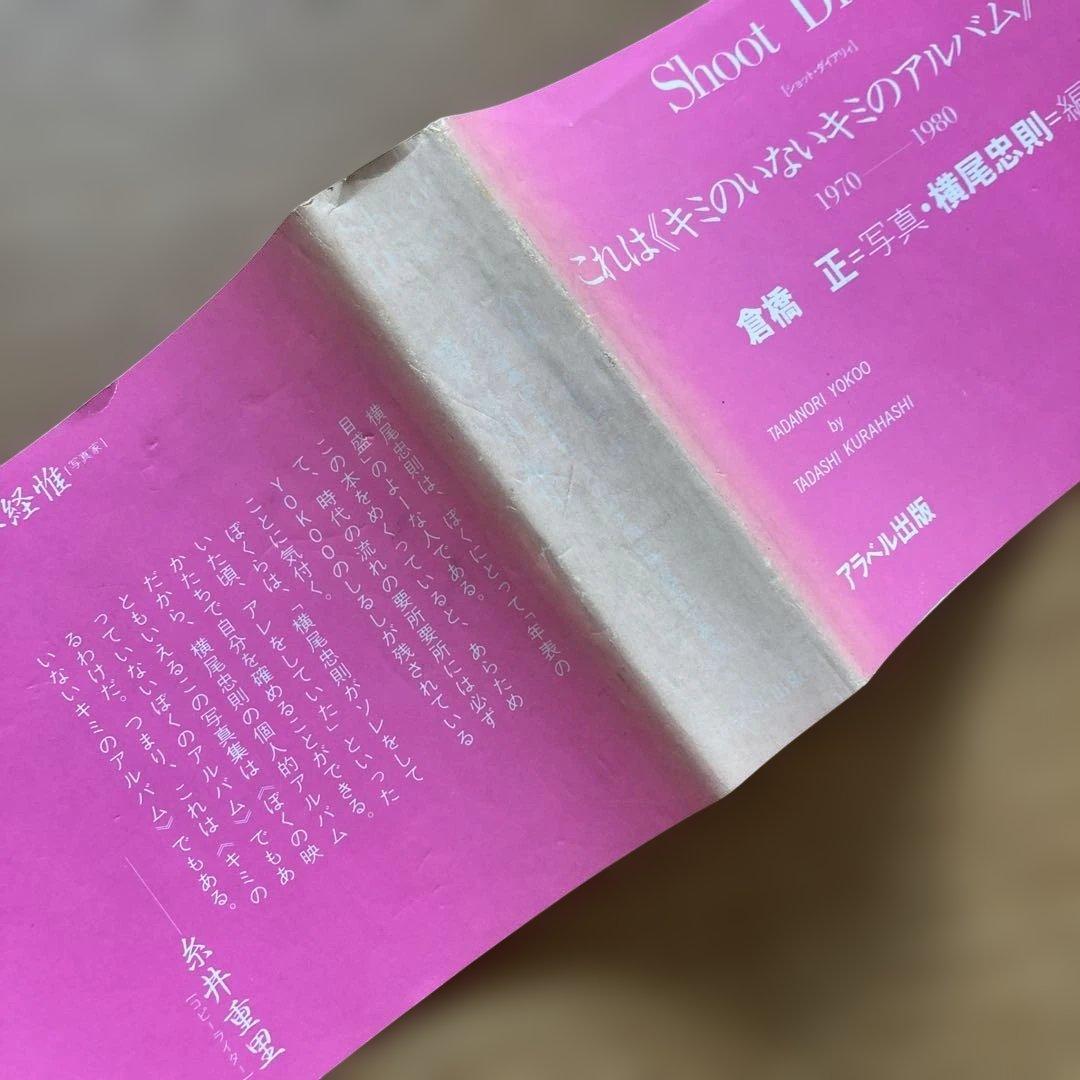 Shoot Di
[ショット・ダイアリィ]
これは《キミのいないキミのアルバム》
1970——1980
倉橋　正=写真・横尾忠則=編
TADANORI YOKOO
by
TADASHI KURAHASHI
アラベル出版
経惟[写真家]
横尾忠則は、ぼくにとって「年表の
目盛」のような人である。
この本をめくっていると、あらため
て、時代の流れの要所要所には必ず
YOKOOのしるしが残されている
ことに気付く。「横尾忠則がソレをして
いた頃、ぼくらは、アレをしていた」といった
かたちで自分を確めることができる。
だから、横尾忠則の個人的アルバム
ともいえるこの写真集は《ぼくの映
っていないぼくのアルバム》でもあ
るわけだ。つまり、これは《キミの
いないキミのアルバム》でもある。
——糸井重里
[コピーライター]